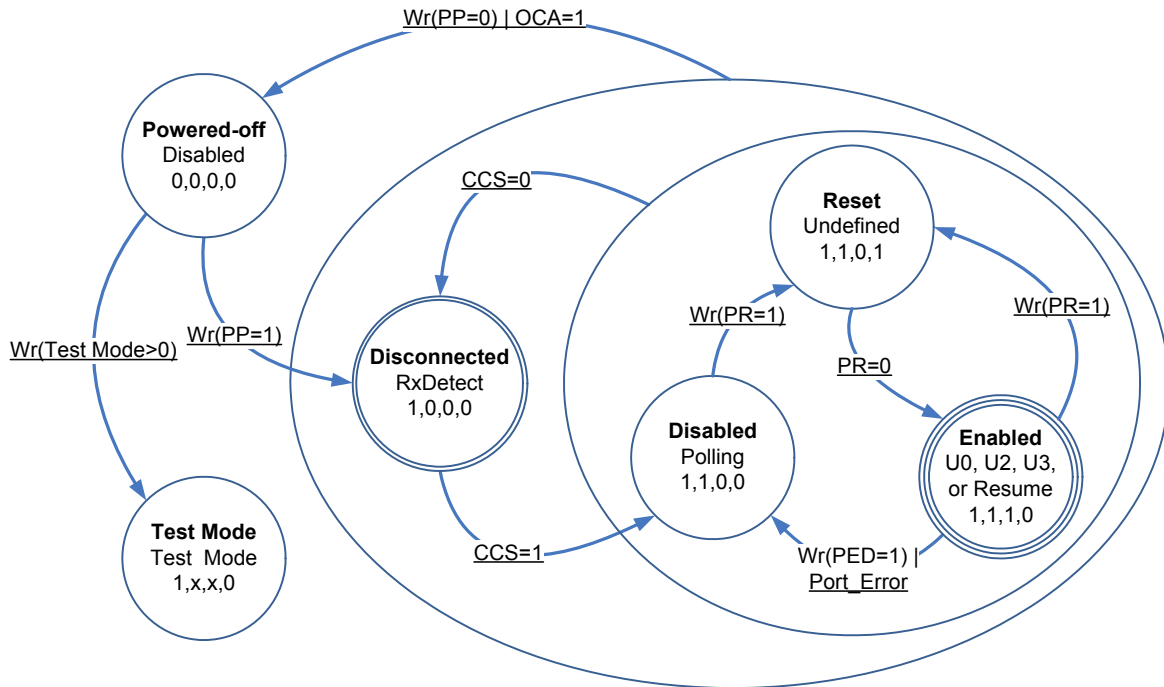 Wr(PP=0) | OCA=1
Powered-off
Disabled
0,0,0,0
CCS=0
Reset
Undefined
1,1,0,1
Wr(PR=1)
Wr(PR=1)
Wr(Test Mode>0)
Wr(PP=1)
PR=0
Disconnected
RxDetect
1,0,0,0
Disabled
Polling
1,1,0,0
Enabled
U0, U2, U3,
or Resume
1,1,1,0
Test Mode
Test Mode
1,x,x,0
CCS=1
Wr(PED=1) |
Port_Error